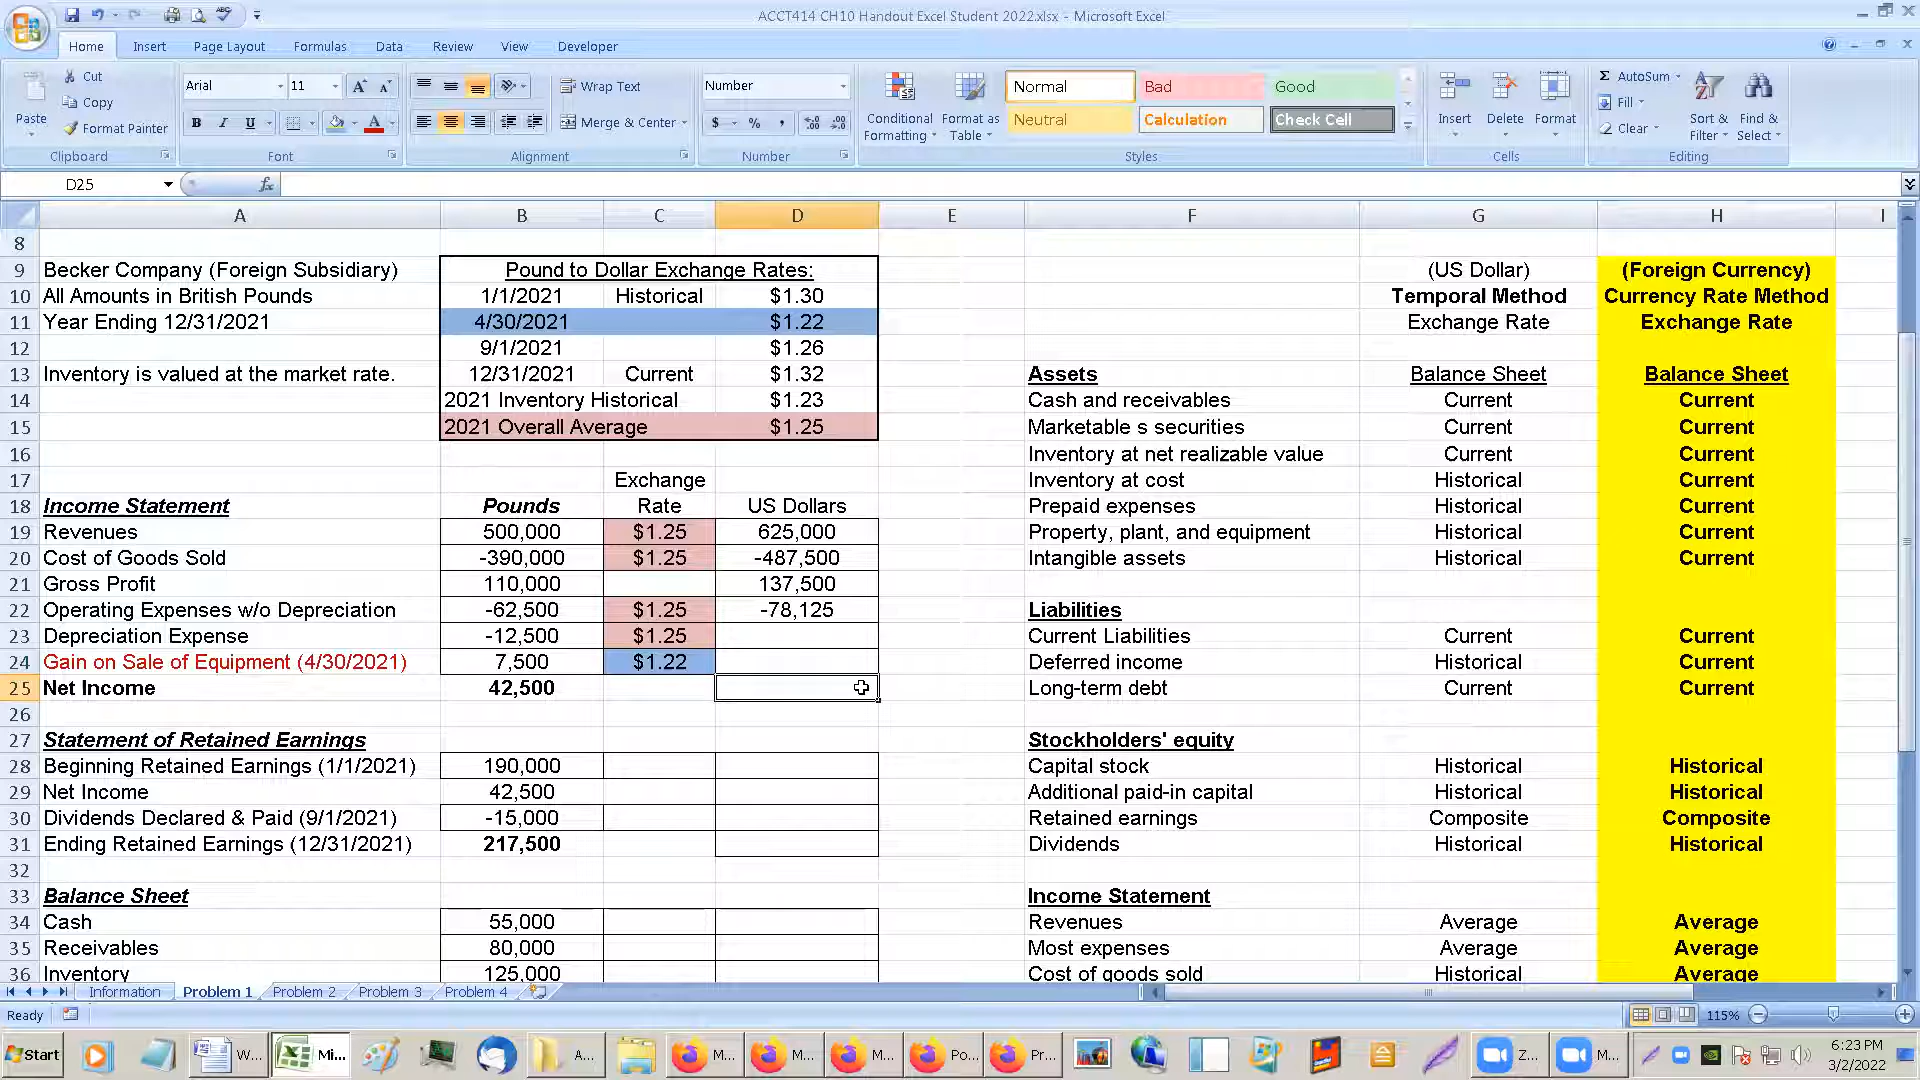 ACCT414 CH10 Handout Excel Student 2022.xlsx - Microsoft Excel
Home Insert Page Layout Formulas Data Review View Developer
Paste Cut Copy Format Painter Clipboard
Arial 11 B I U Font
Wrap Text Merge & Center Alignment
Number $ % , Number
Conditional Formatting Format as Table Normal Bad Good Neutral Calculation Check Cell Styles
Insert Delete Format Cells
Σ AutoSum Fill Clear Sort & Filter Find & Select Editing
D25 fx
A B C D E F G H I
8
9 Becker Company (Foreign Subsidiary) Pound to Dollar Exchange Rates: (US Dollar) (Foreign Currency)
10 All Amounts in British Pounds 1/1/2021 Historical $1.30 Temporal Method Currency Rate Method
11 Year Ending 12/31/2021 4/30/2021 $1.22 Exchange Rate Exchange Rate
12 9/1/2021 $1.26
13 Inventory is valued at the market rate. 12/31/2021 Current $1.32 Assets Balance Sheet Balance Sheet
14 2021 Inventory Historical $1.23 Cash and receivables Current Current
15 2021 Overall Average $1.25 Marketable s securities Current Current
16 Inventory at net realizable value Current Current
17 Exchange Inventory at cost Historical Current
18 Income Statement Pounds Rate US Dollars Prepaid expenses Historical Current
19 Revenues 500,000 $1.25 625,000 Property, plant, and equipment Historical Current
20 Cost of Goods Sold -390,000 $1.25 -487,500 Intangible assets Historical Current
21 Gross Profit 110,000 137,500
22 Operating Expenses w/o Depreciation -62,500 $1.25 -78,125 Liabilities
23 Depreciation Expense -12,500 $1.25 Current Liabilities Current Current
24 Gain on Sale of Equipment (4/30/2021) 7,500 $1.22 Deferred income Historical Current
25 Net Income 42,500 Long-term debt Current Current
26
27 Statement of Retained Earnings Stockholders' equity
28 Beginning Retained Earnings (1/1/2021) 190,000 Capital stock Historical Historical
29 Net Income 42,500 Additional paid-in capital Historical Historical
30 Dividends Declared & Paid (9/1/2021) -15,000 Retained earnings Composite Composite
31 Ending Retained Earnings (12/31/2021) 217,500 Dividends Historical Historical
32
33 Balance Sheet Income Statement
34 Cash 55,000 Revenues Average Average
35 Receivables 80,000 Most expenses Average Average
36 Inventory 125,000 Cost of goods sold Historical Average
Information Problem 1 Problem 2 Problem 3 Problem 4
Ready 115%
Start W... Mi... A... M... M... M... Po... Pr... Z... M... 6:23 PM
3/2/2022